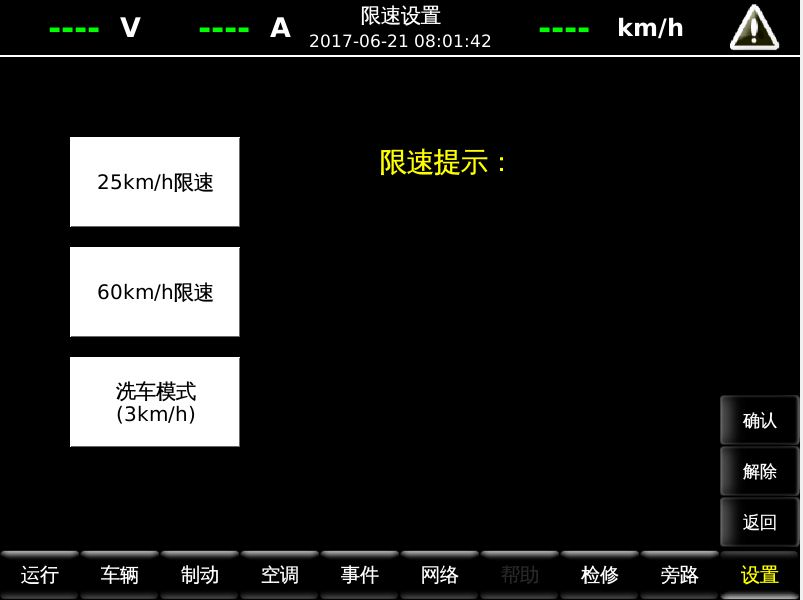 ---- V ---- A 限速设置 ---- km/h
2017-06-21 08:01:42
25km/h限速
限速提示：
60km/h限速
洗车模式
(3km/h)
确认
解除
返回
运行 车辆 制动 空调 事件 网络 帮助 检修 旁路 设置